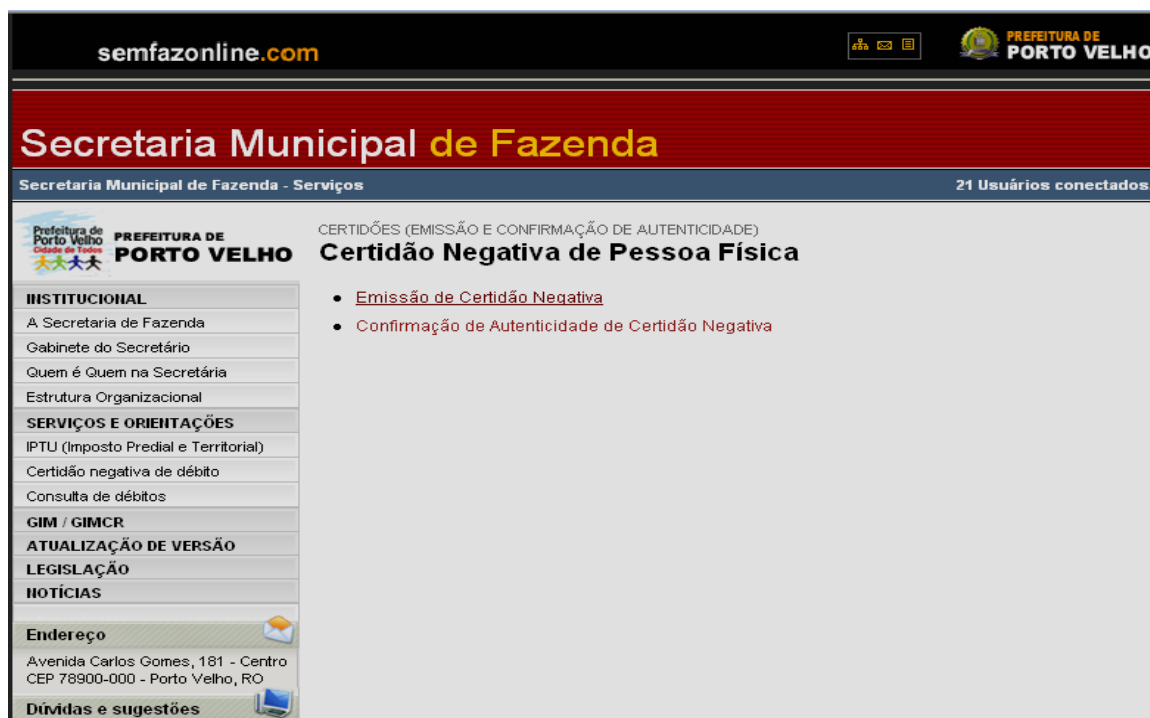 semfazonline.com
PREFEITURA DE
PORTO VELHO
Secretaria Municipal de Fazenda
Secretaria Municipal de Fazenda - Serviços
21 Usuários conectados.
Prefeitura de
Porto Velho
Cidade de Todos
PREFEITURA DE
PORTO VELHO
CERTIDÕES (EMISSÃO E CONFIRMAÇÃO DE AUTENTICIDADE)
Certidão Negativa de Pessoa Física
Emissão de Certidão Negativa
Confirmação de Autenticidade de Certidão Negativa
INSTITUCIONAL
A Secretaria de Fazenda
Gabinete do Secretário
Quem é Quem na Secretária
Estrutura Organizacional
SERVIÇOS E ORIENTAÇÕES
IPTU (Imposto Predial e Territorial)
Certidão negativa de débito
Consulta de débitos
GIM / GIMCR
ATUALIZAÇÃO DE VERSÃO
LEGISLAÇÃO
NOTÍCIAS
Endereço
Avenida Carlos Gomes, 181 - Centro
CEP 78900-000 - Porto Velho, RO
Dúvidas e sugestões